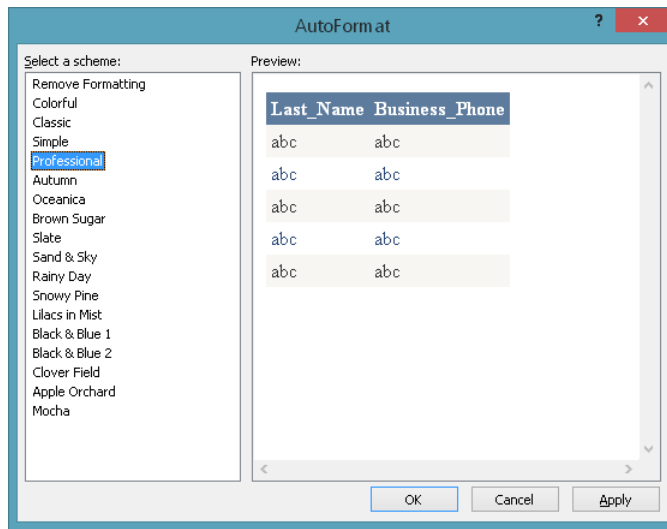 AutoFormat
?
×
Select a scheme:
Preview:
Remove Formatting
Colorful
Classic
Simple
Professional
Autumn
Oceanica
Brown Sugar
Slate
Sand & Sky
Rainy Day
Snowy Pine
Lilacs in Mist
Black & Blue 1
Black & Blue 2
Clover Field
Apple Orchard
Mocha
Last_Name Business_Phone
abc abc
abc abc
abc abc
abc abc
abc abc
OK Cancel Apply